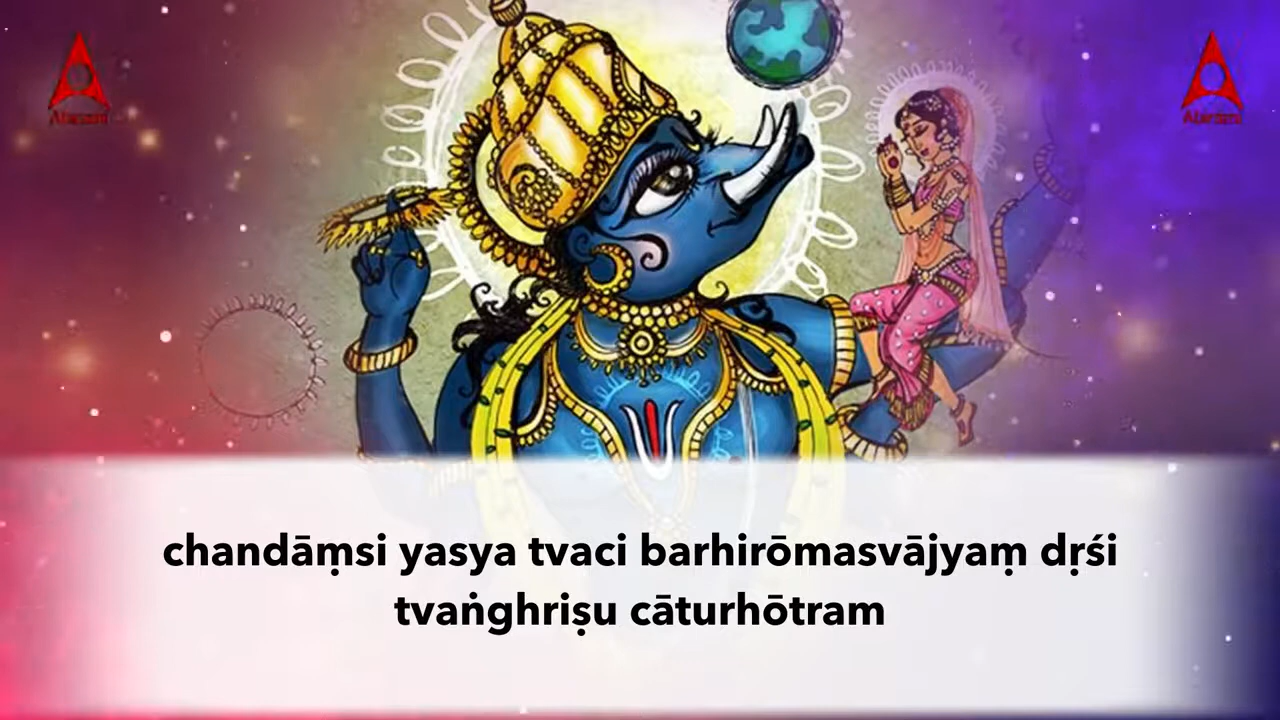 chandāṃsi yasya tvaci barhirōmasvājyaṃ dṛśi
tvaṅghriṣu cāturhōtram